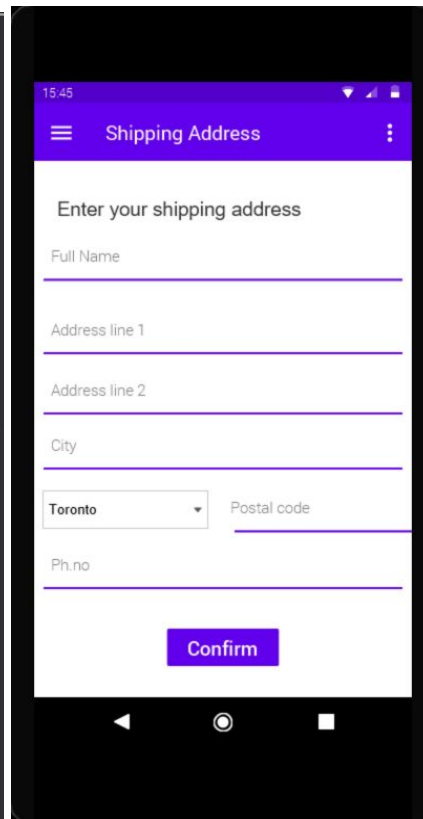 15:45
Shipping Address
Enter your shipping address
Full Name
Address line 1
Address line 2
City
Toronto Postal code
Ph.no
Confirm